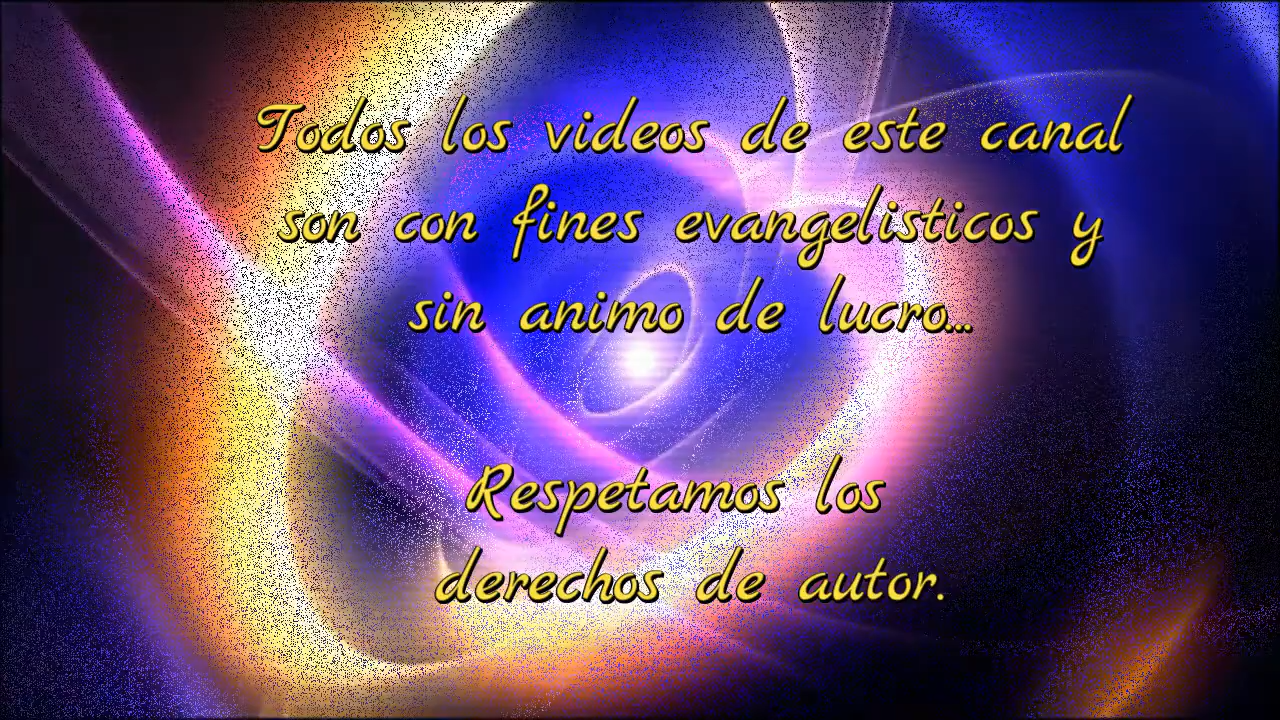 Todos los videos de este canal
son con fines evangelisticos y
sin animo de lucro...
Respetamos los
derechos de autor.